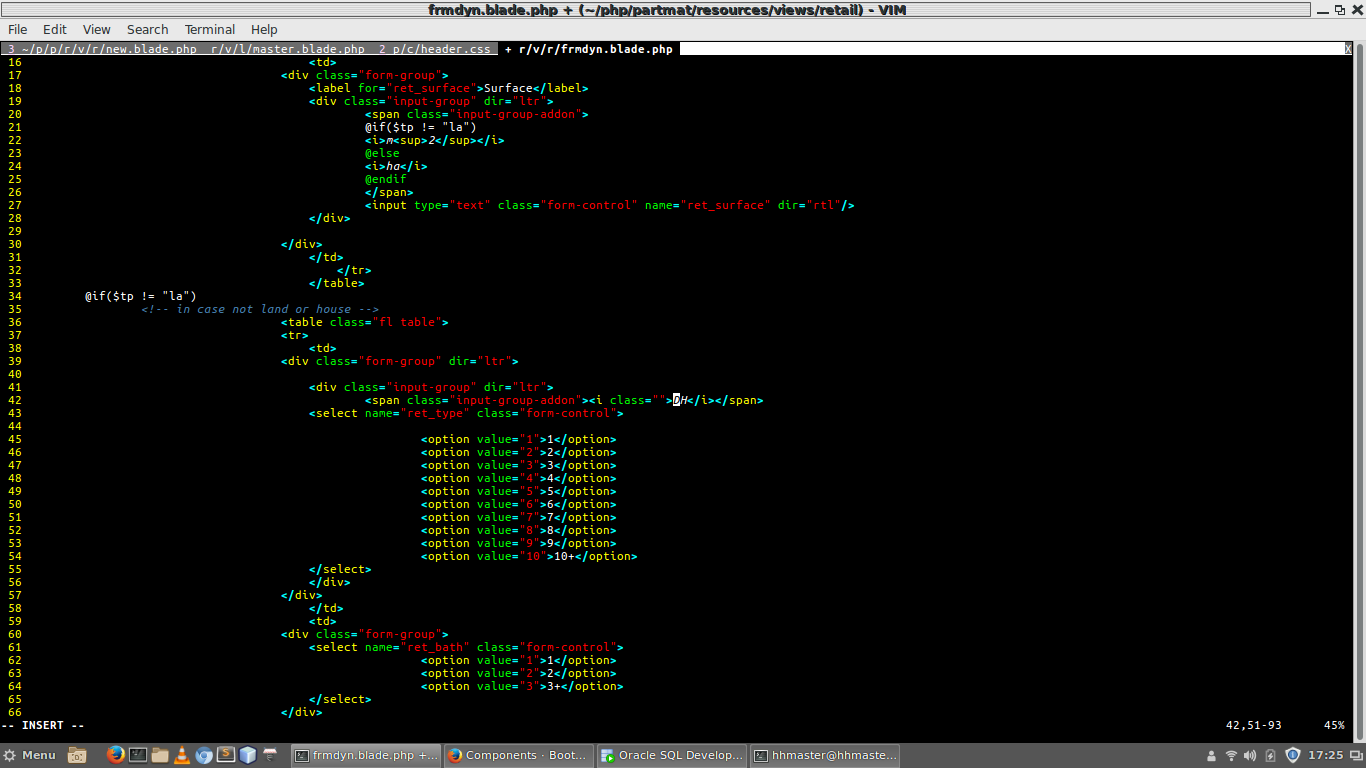 frmdyn.blade.php + (~/php/partmat/resources/views/retail) - VIM
File Edit View Search Terminal Help
3 ~/p/p/r/v/r/new.blade.php r/v/l/master.blade.php 2 p/c/header.css + r/v/r/frmdyn.blade.php X
16 <td>
17 <div class="form-group">
18 <label for="ret_surface">Surface</label>
19 <div class="input-group" dir="ltr">
20 <span class="input-group-addon">
21 @if($tp != "la")
22 <i>m<sup>2</sup></i>
23 @else
24 <i>ha</i>
25 @endif
26 </span>
27 <input type="text" class="form-control" name="ret_surface" dir="rtl"/>
28 </div>
29
30 </div>
31 </td>
32 </tr>
33 </table>
34 @if($tp != "la")
35 <!-- in case not land or house -->
36 <table class="fl table">
37 <tr>
38 <td>
39 <div class="form-group" dir="ltr">
40
41 <div class="input-group" dir="ltr">
42 <span class="input-group-addon"><i class="">DH</i></span>
43 <select name="ret_type" class="form-control">
44
45 <option value="1">1</option>
46 <option value="2">2</option>
47 <option value="3">3</option>
48 <option value="4">4</option>
49 <option value="5">5</option>
50 <option value="6">6</option>
51 <option value="7">7</option>
52 <option value="8">8</option>
53 <option value="9">9</option>
54 <option value="10">10+</option>
55 </select>
56 </div>
57 </div>
58 </td>
59 <td>
60 <div class="form-group">
61 <select name="ret_bath" class="form-control">
62 <option value="1">1</option>
63 <option value="2">2</option>
64 <option value="3">3+</option>
65 </select>
66 </div>
-- INSERT -- 42,51-93 45%
Menu frmdyn.blade.php +... Components · Boot... Oracle SQL Develop... hhmaster@hhmaste... 17:25